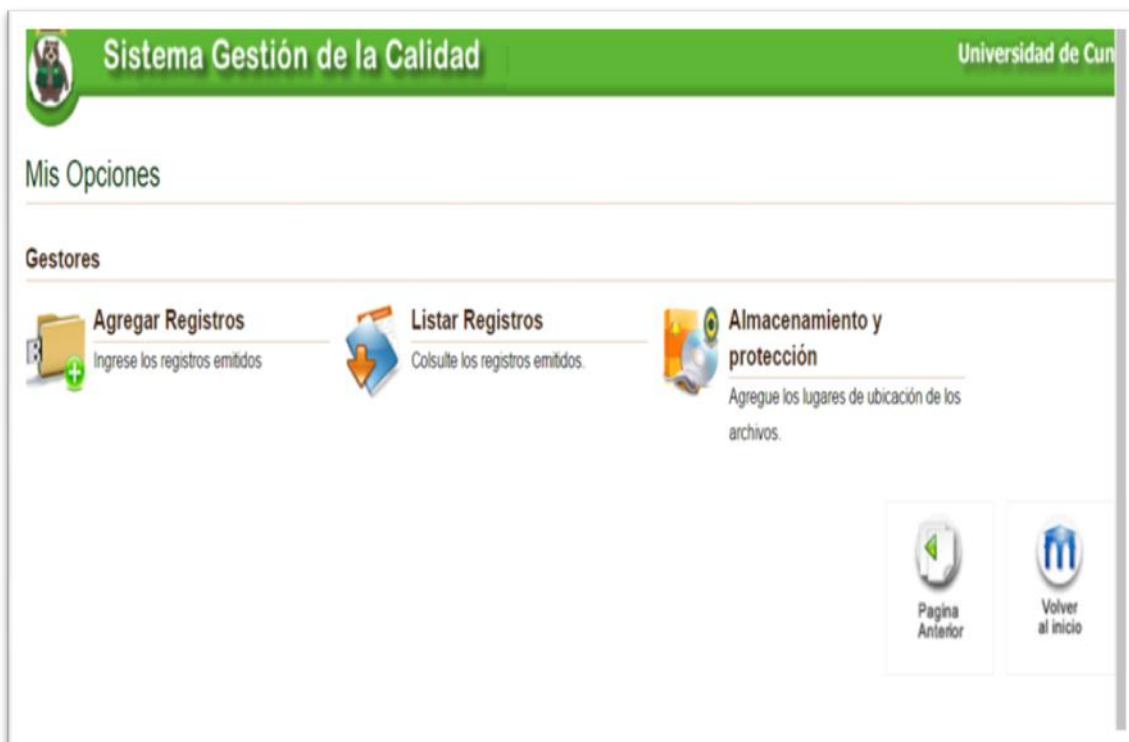 Sistema Gestión de la Calidad
Universidad de Cun
Mis Opciones
Gestores
Agregar Registros
Ingrese los registros emitidos
Listar Registros
Colsulte los registros emitidos.
Almacenamiento y
protección
Agregue los lugares de ubicación de los
archivos.
Pagina
Anterior
Volver
al inicio